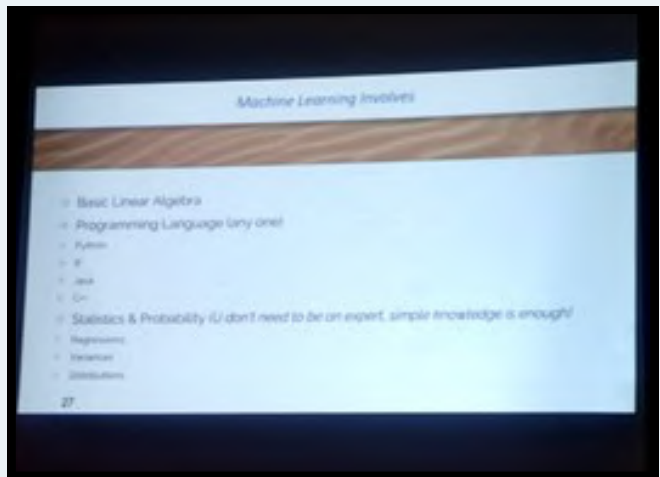 Machine Learning Involves
Basic Linear Algebra
Programming Language (any one)
Python
R
Java
C++
Statistics & Probability (U don't need to be an expert, simple knowledge is enough)
Regressions
Variances
Distributions
27